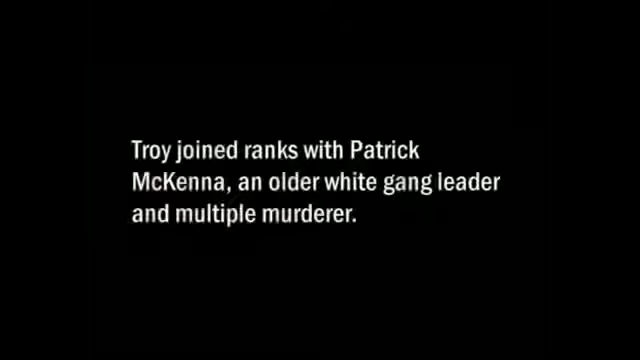 Troy joined ranks with Patrick
McKenna, an older white gang leader
and multiple murderer.